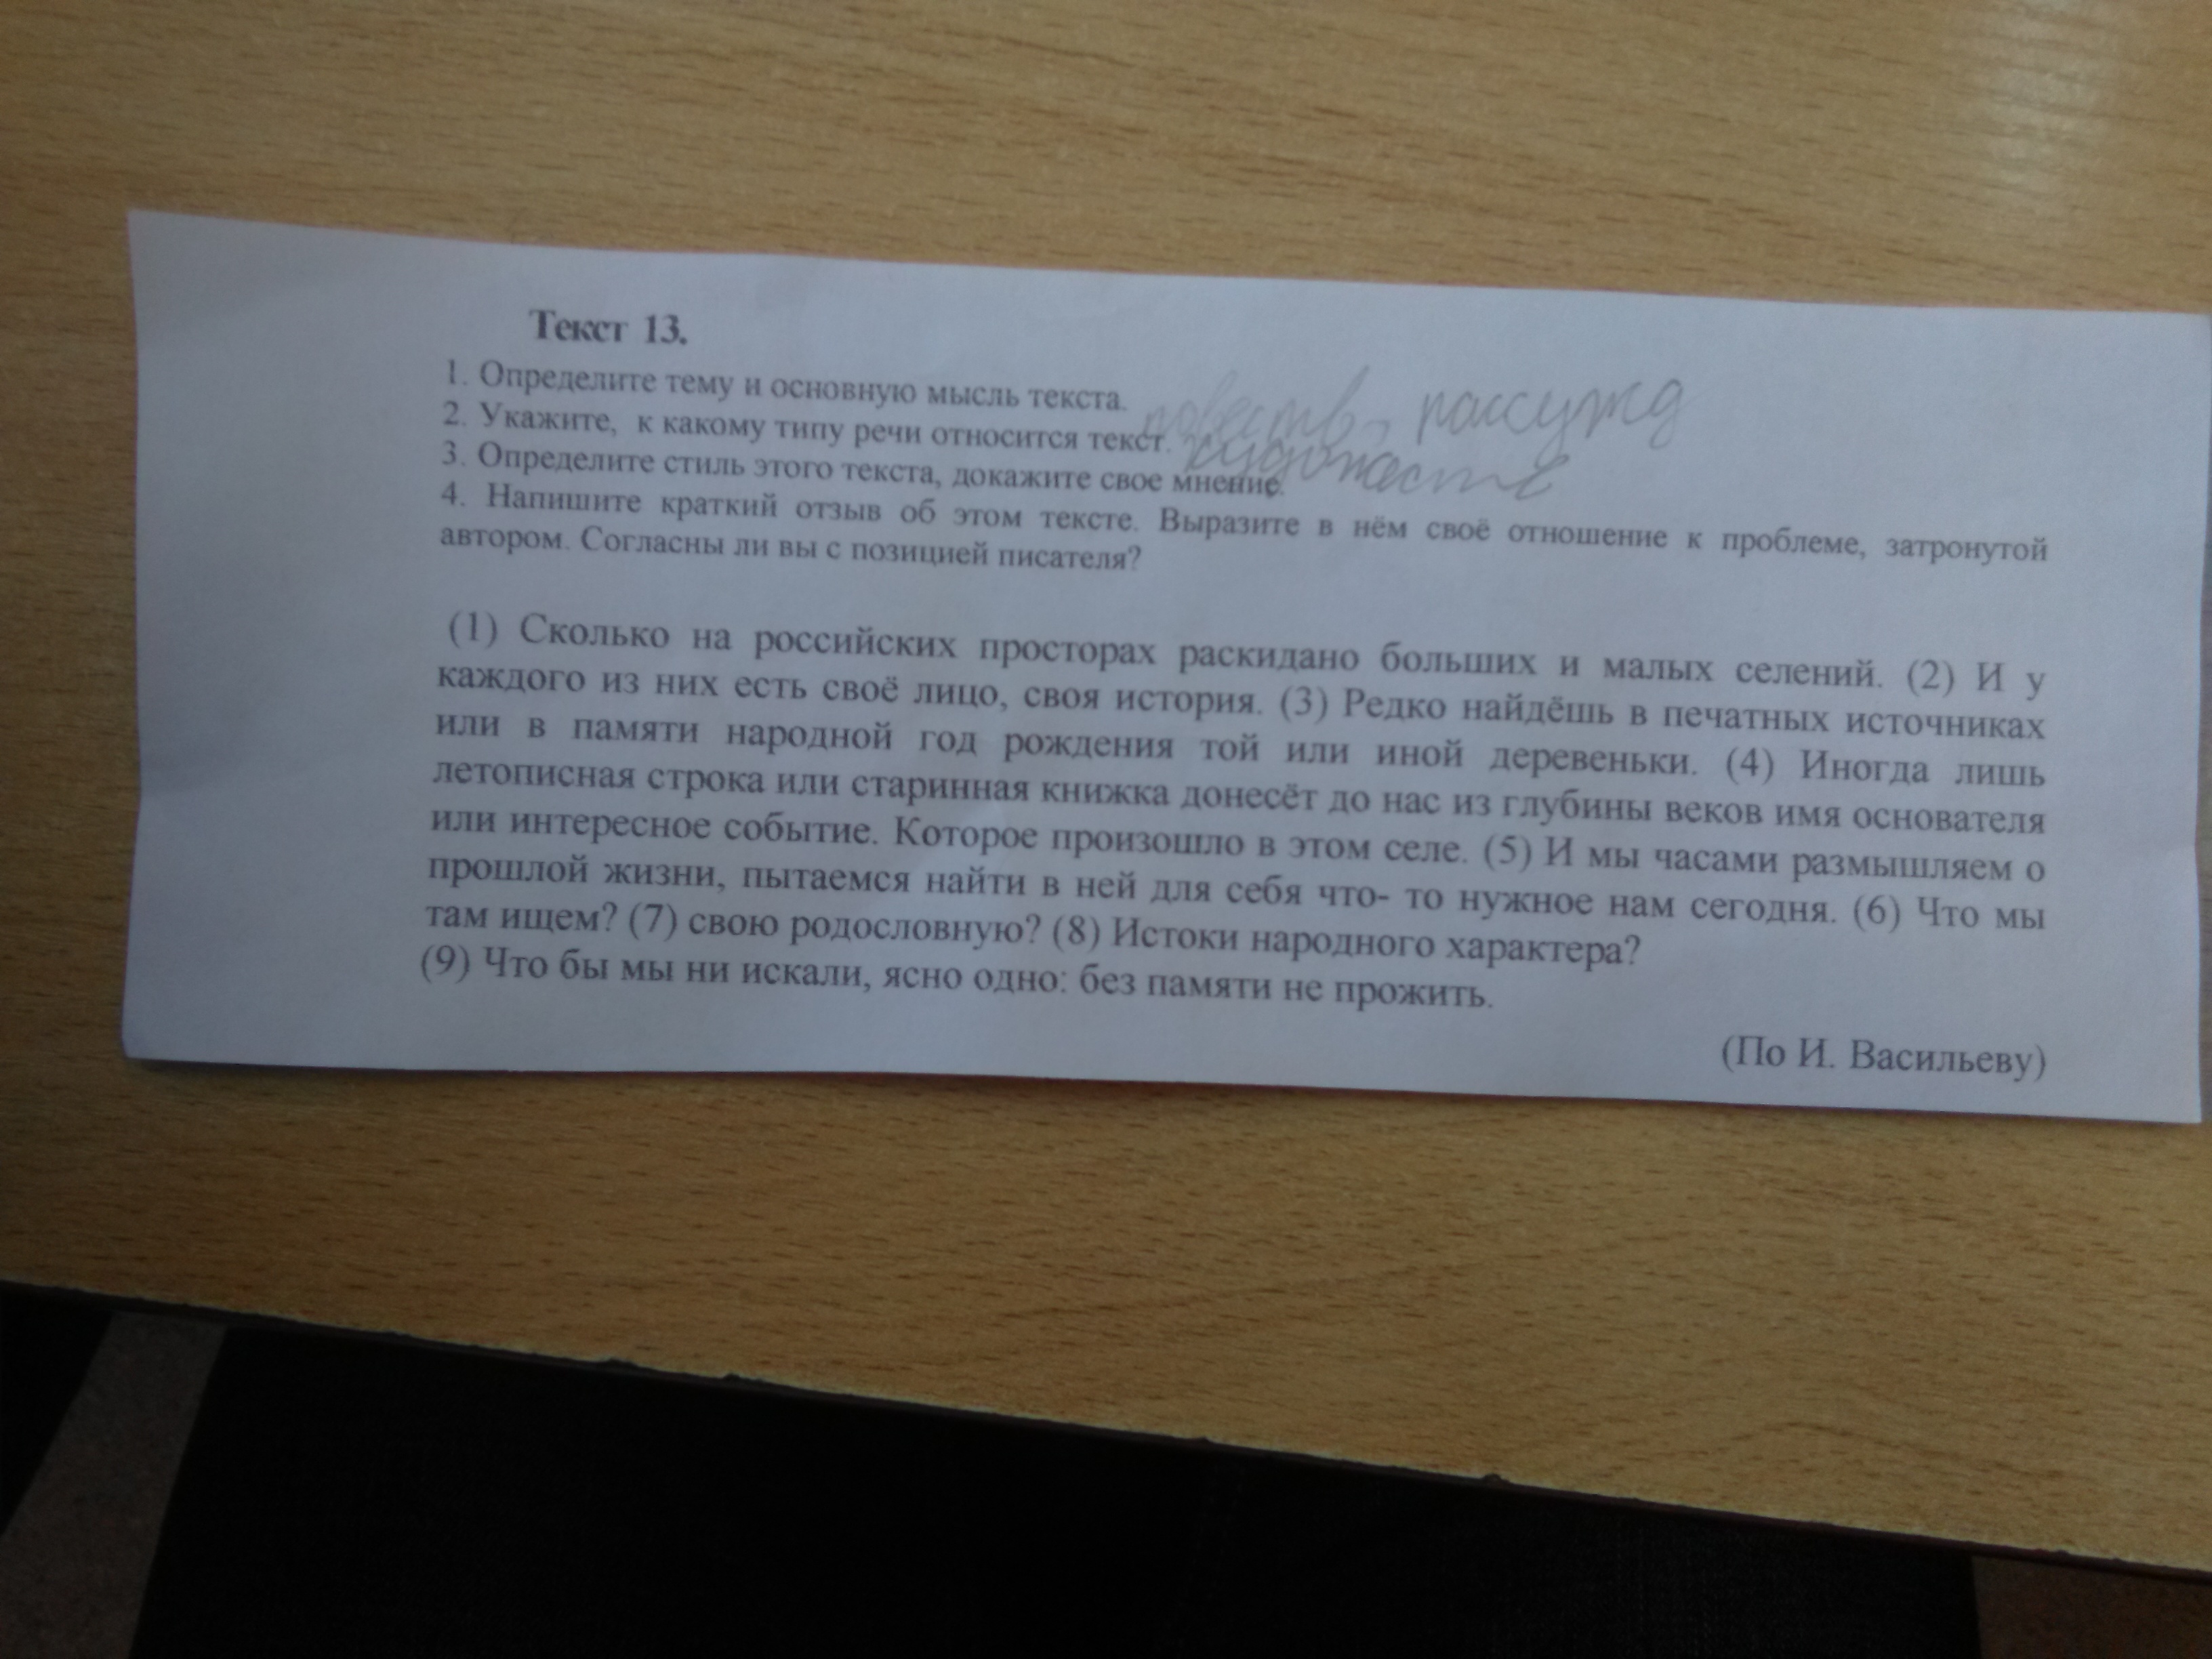 Текст 13.
1. Определите тему и основную мысль текста.
2. Укажите, к какому типу речи относится текст. повеств, рассужд
3. Определите стиль этого текста, докажите свое мнение. художеств
4. Напишите краткий отзыв об этом тексте. Выразите в нём своё отношение к проблеме, затронутой
автором. Согласны ли вы с позицией писателя?
(1) Сколько на российских просторах раскидано больших и малых селений. (2) И у
каждого из них есть своё лицо, своя история. (3) Редко найдёшь в печатных источниках
или в памяти народной год рождения той или иной деревеньки. (4) Иногда лишь
летописная строка или старинная книжка донесёт до нас из глубины веков имя основателя
или интересное событие. Которое произошло в этом селе. (5) И мы часами размышляем о
прошлой жизни, пытаемся найти в ней для себя что- то нужное нам сегодня. (6) Что мы
там ищем? (7) свою родословную? (8) Истоки народного характера?
(9) Что бы мы ни искали, ясно одно: без памяти не прожить.
(По И. Васильеву)